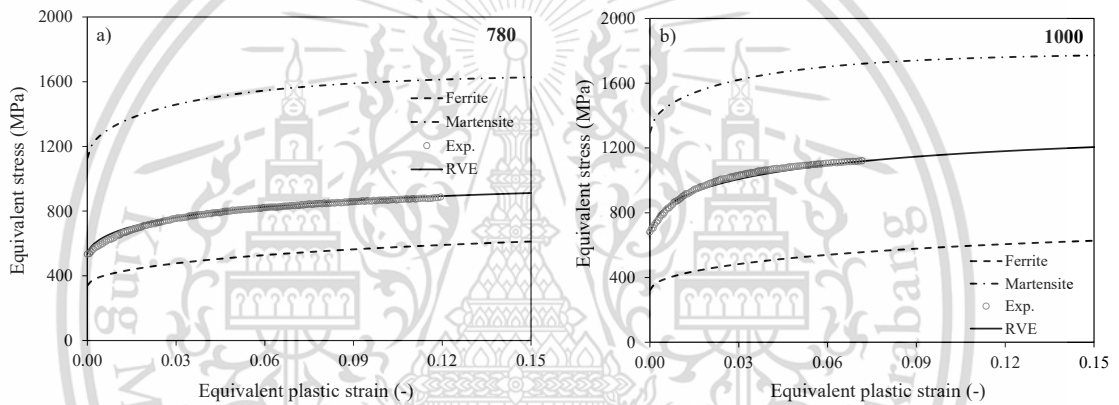 a)
780
Equivalent stress (MPa)
2000
1600
1200
800
400
0
Ferrite
Martensite
Exp.
RVE
0.00
0.03
0.06
0.09
0.12
0.15
Equivalent plastic strain (-)
b)
1000
Equivalent stress (MPa)
2000
1600
1200
800
400
0
Ferrite
Martensite
Exp.
RVE
0.00
0.03
0.06
0.09
0.12
0.15
Equivalent plastic strain (-)